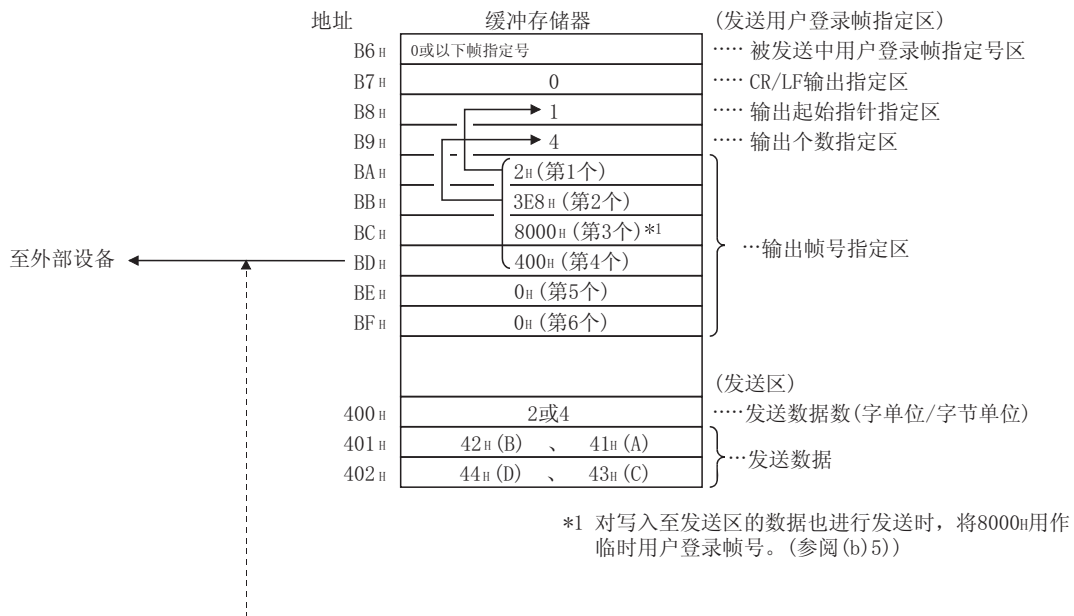 地址 缓冲存储器 (发送用户登录帧指定区)
B6H 0或以下帧指定号 ····· 被发送中用户登录帧指定号区
B7H 0 ····· CR/LF输出指定区
B8H 1 ····· 输出起始指针指定区
B9H 4 ····· 输出个数指定区
BAH 2H(第1个)
BBH 3E8H(第2个)
BCH 8000H(第3个)*1
…输出帧号指定区
至外部设备 BDH 400H(第4个)
BEH 0H(第5个)
BFH 0H(第6个)
(发送区)
400H 2或4 ·····发送数据数(字单位/字节单位)
401H 42H(B) 、 41H(A)
…发送数据
402H 44H(D) 、 43H(C)
*1 对写入至发送区的数据也进行发送时，将8000H用作
临时用户登录帧号。(参阅(b)5))